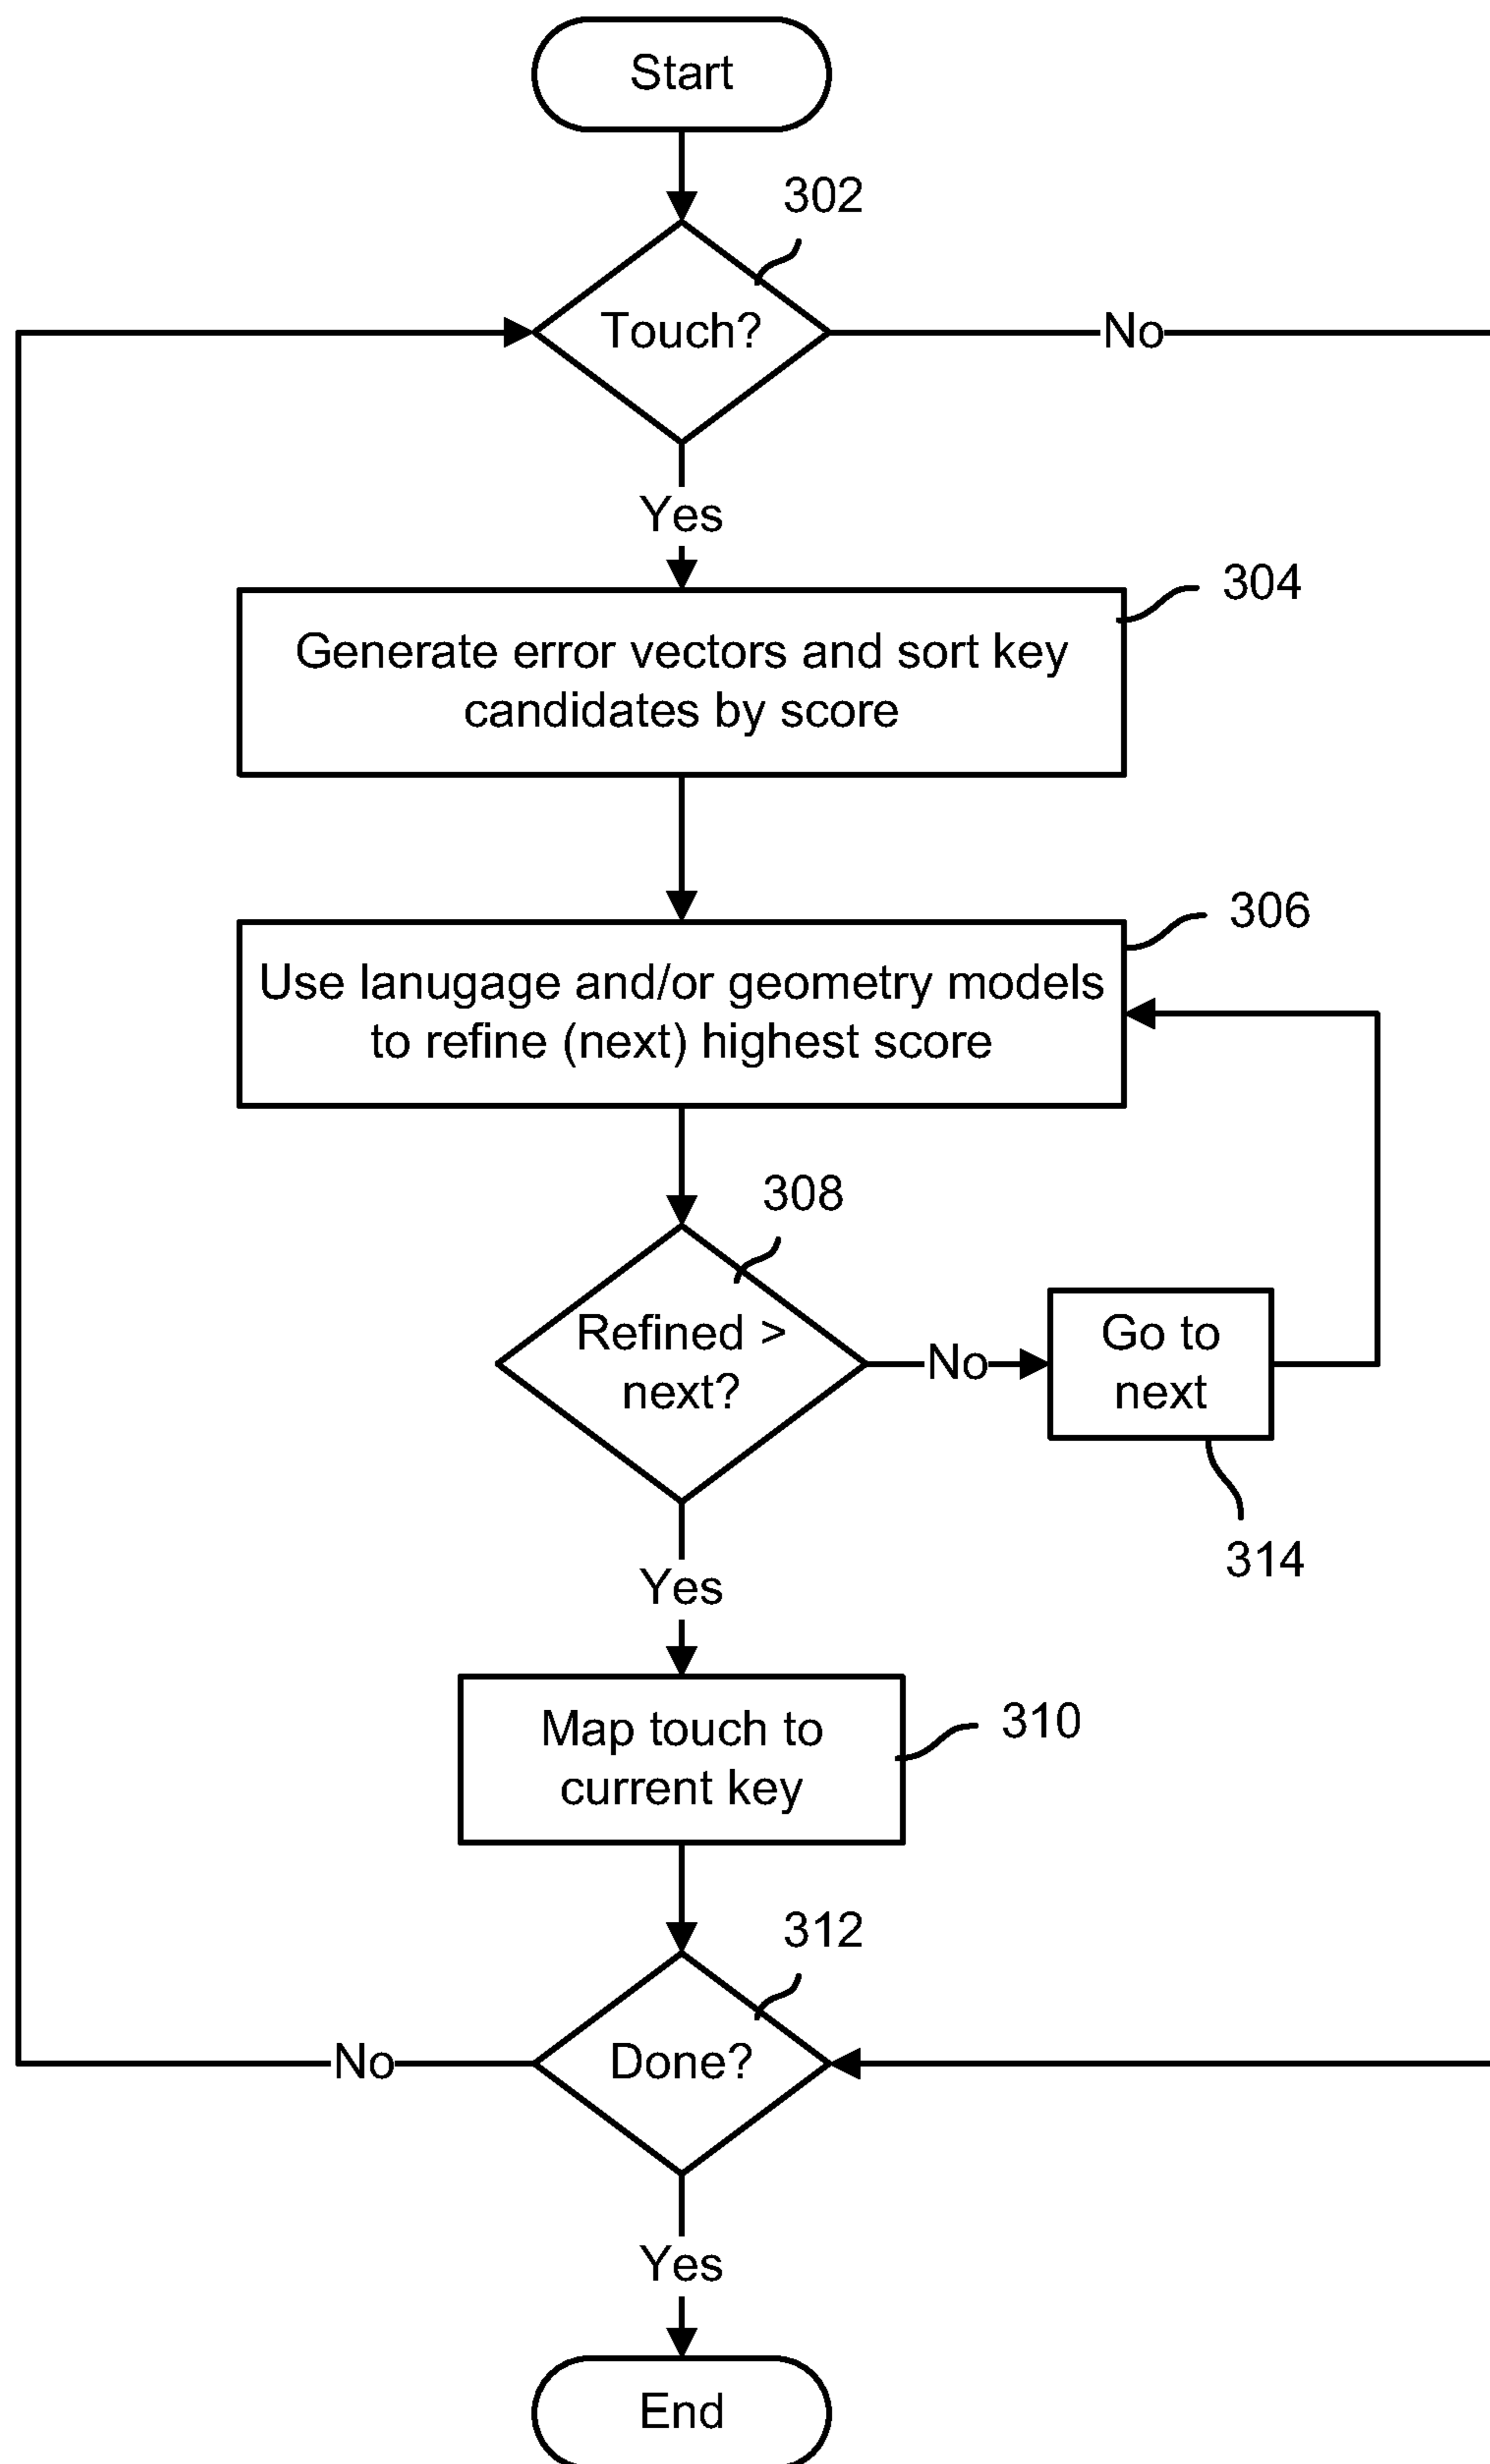 Start
302
Touch?
No
Yes
304
Generate error vectors and sort key
candidates by score
306
Use lanugage and/or geometry models
to refine (next) highest score
308
Refined >
next?
No
Go to
next
314
Yes
Map touch to
current key
310
312
Done?
No
Yes
End